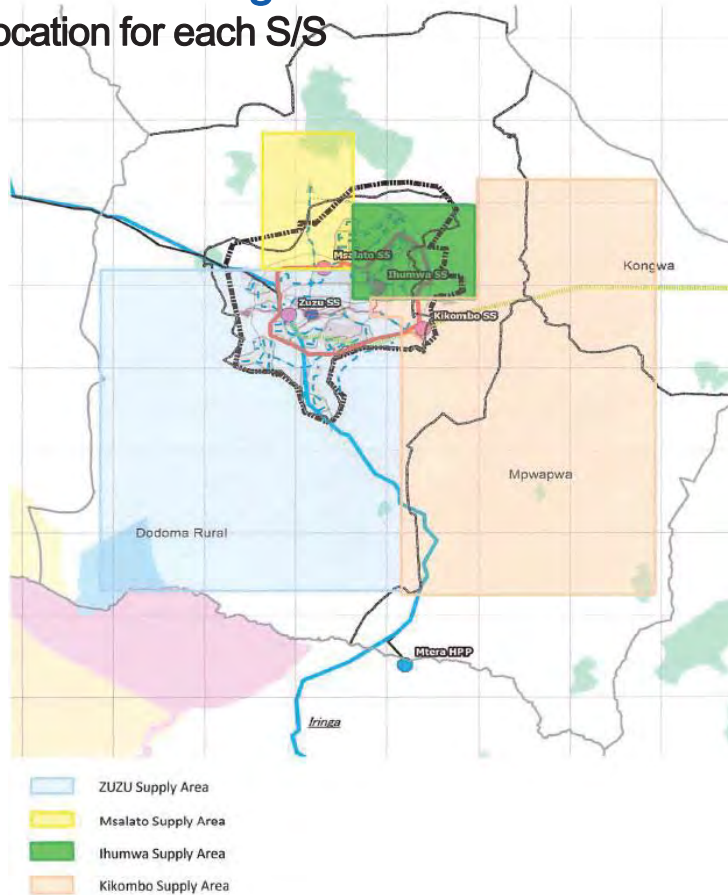 ocation for each S/S
Kongwa
Msalato SS
Ihumwa SS
Zuzu SS
Kikombo SS
Mpwapwa
Dodoma Rural
Mtera HPP
Iringa
ZUZU Supply Area
Msalato Supply Area
Ihumwa Supply Area
Kikombo Supply Area